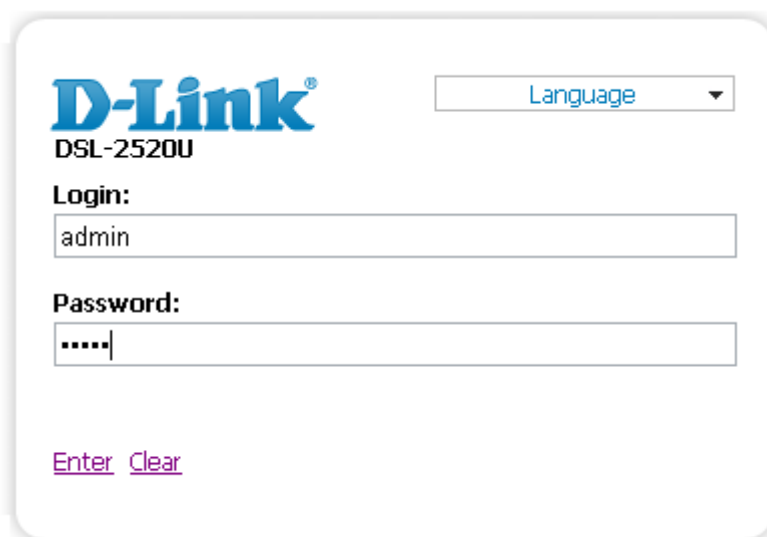 D-Link®
Language
DSL-2520U
Login:
admin
Password:
•••••
Enter Clear